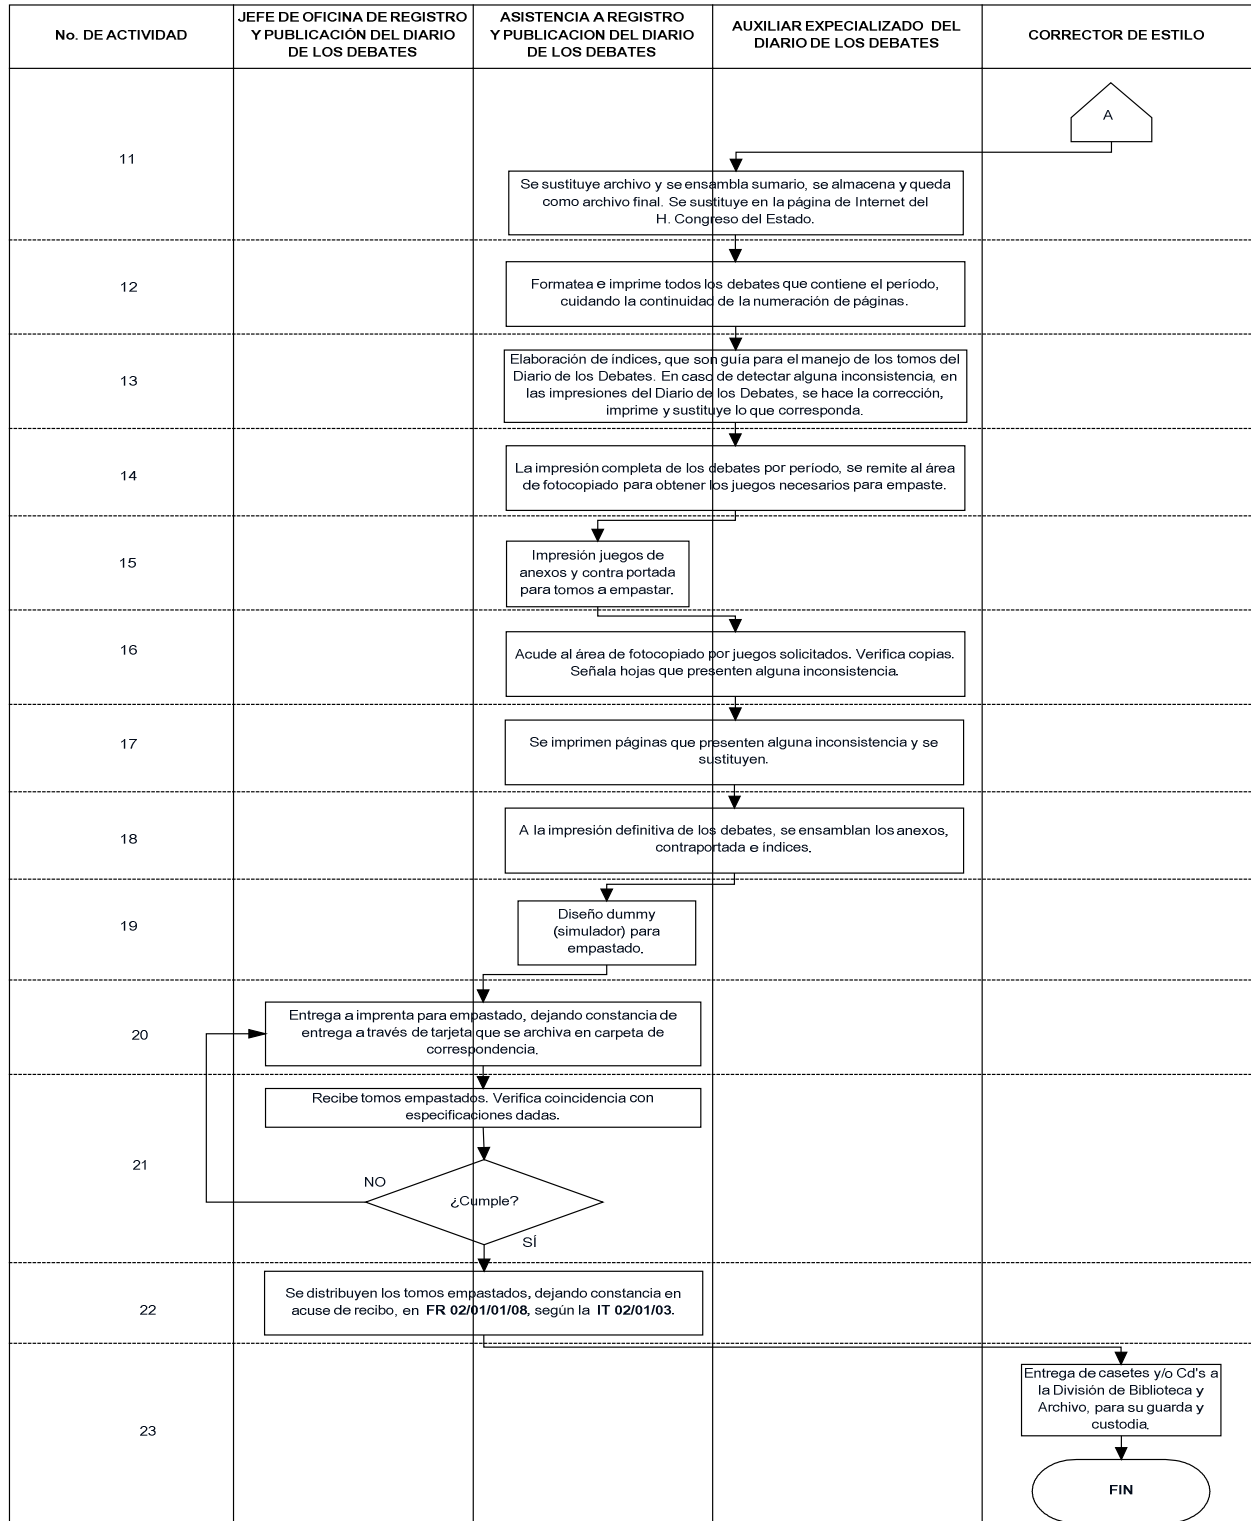 No. DE ACTIVIDAD
JEFE DE OFICINA DE REGISTRO
Y PUBLICACIÓN DEL DIARIO
DE LOS DEBATES
ASISTENCIA A REGISTRO
Y PUBLICACION DEL DIARIO
DE LOS DEBATES
AUXILIAR EXPECIALIZADO DEL
DIARIO DE LOS DEBATES
CORRECTOR DE ESTILO
A
11
Se sustituye archivo y se ensambla sumario, se almacena y queda
como archivo final. Se sustituye en la página de Internet del
H. Congreso del Estado.
12
Formatea e imprime todos los debates que contiene el período,
cuidando la continuidad de la numeración de páginas.
13
Elaboración de índices, que son guía para el manejo de los tomos del
Diario de los Debates. En caso de detectar alguna inconsistencia, en
las impresiones del Diario de los Debates, se hace la corrección,
imprime y sustituye lo que corresponda.
14
La impresión completa de los debates por período, se remite al área
de fotocopiado para obtener los juegos necesarios para empaste.
15
Impresión juegos de
anexos y contra portada
para tomos a empastar.
16
Acude al área de fotocopiado por juegos solicitados. Verifica copias.
Señala hojas que presenten alguna inconsistencia.
17
Se imprimen páginas que presenten alguna inconsistencia y se
sustituyen.
18
A la impresión definitiva de los debates, se ensamblan los anexos,
contraportada e índices.
19
Diseño dummy
(simulador) para
empastado.
20
Entrega a imprenta para empastado, dejando constancia de
entrega a través de tarjeta que se archiva en carpeta de
correspondencia.
21
Recibe tomos empastados. Verifica coincidencia con
especificaciones dadas.
NO
¿Cumple?
SÍ
22
Se distribuyen los tomos empastados, dejando constancia en
acuse de recibo, en FR 02/01/01/08, según la IT 02/01/03.
23
Entrega de casetes y/o Cd's a
la División de Biblioteca y
Archivo, para su guarda y
custodia.
FIN